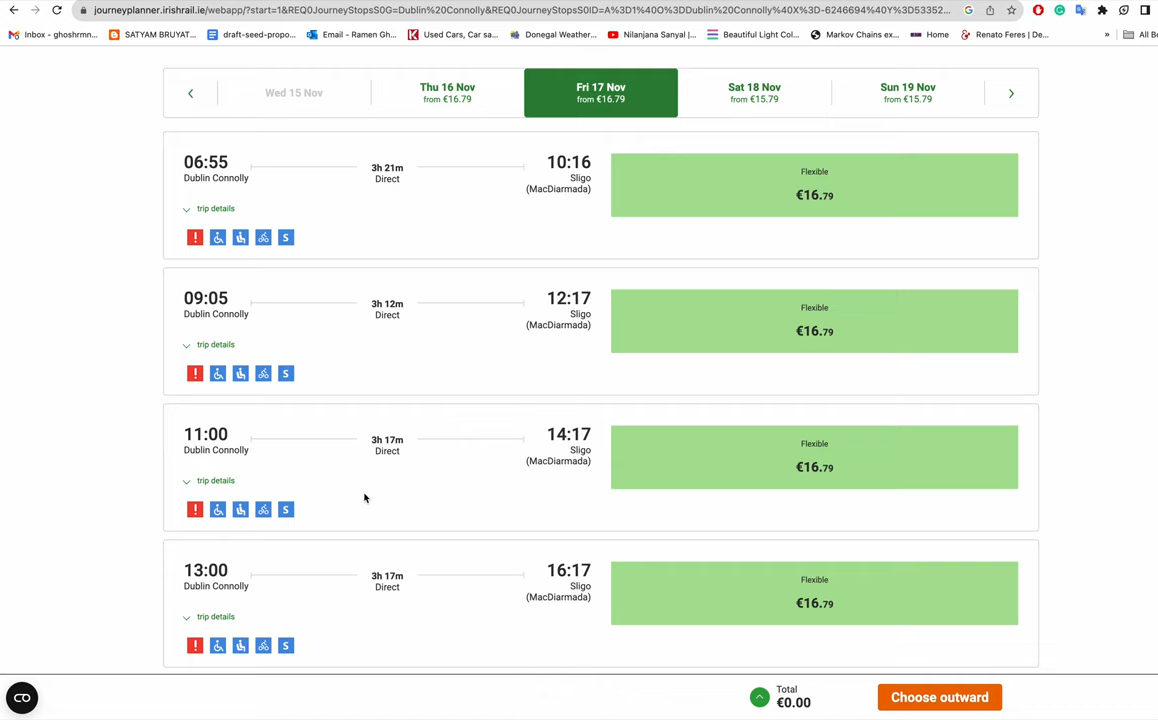 journeyplanner.irishrail.ie/webapp/?start=1&REQ0JourneyStopsS0G=Dublin%20Connolly&REQ0JourneyStopsSOID=A%3D1%40O%3DDublin%20Connolly%40X%3D-6246694%40Y%3D53352...
Inbox - ghoshrmn... SATYAM BRUYAT... draft-seed-propo... Email - Ramen Gh... Used Cars, Car sa... Donegal Weather... Nilanjana Sanyal |... Beautiful Light Col... Markov Chains ex... Home Renato Feres | De... » All Bo
Wed 15 Nov
Thu 16 Nov
from €16.79
Fri 17 Nov
from €16.79
Sat 18 Nov
from €15.79
Sun 19 Nov
from €15.79
06:55 3h 21m 10:16
Dublin Connolly Direct Sligo
(MacDiarmada)
trip details
! S
Flexible
€16.79
09:05 3h 12m 12:17
Dublin Connolly Direct Sligo
(MacDiarmada)
trip details
! S
Flexible
€16.79
11:00 3h 17m 14:17
Dublin Connolly Direct Sligo
(MacDiarmada)
trip details
! S
Flexible
€16.79
13:00 3h 17m 16:17
Dublin Connolly Direct Sligo
(MacDiarmada)
trip details
! S
Flexible
€16.79
Total
€0.00
Choose outward